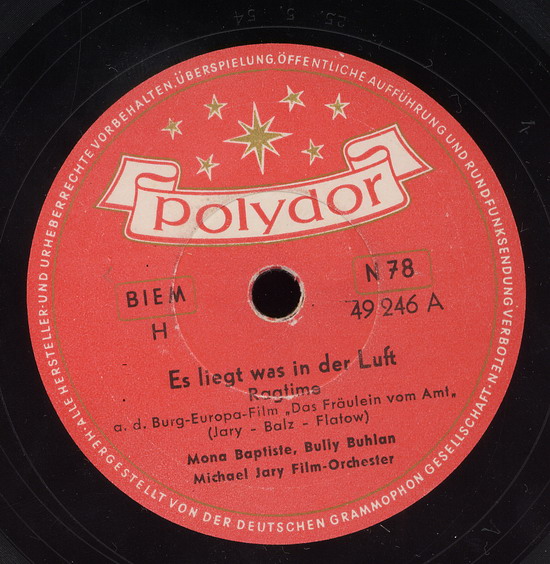 ALLE HERSTELLER- UND URHEBERRECHTE VORBEHALTEN. ÜBERSPIELUNG, ÖFFENTLICHE AUFFÜHRUNG UND RUNDFUNKSENDUNG VERBOTEN.
polydor
BIEM
H
N 78
49 246 A
Es liegt was in der Luft
Ragtime
a. d. Burg-Europa-Film „Das Fräulein vom Amt„
(Jary - Balz - Flatow)
Mona Baptiste, Bully Buhlan
Michael Jary Film-Orchester
HERGESTELLT VON DER DEUTSCHEN GRAMMOPHON GESELLSCHAFT